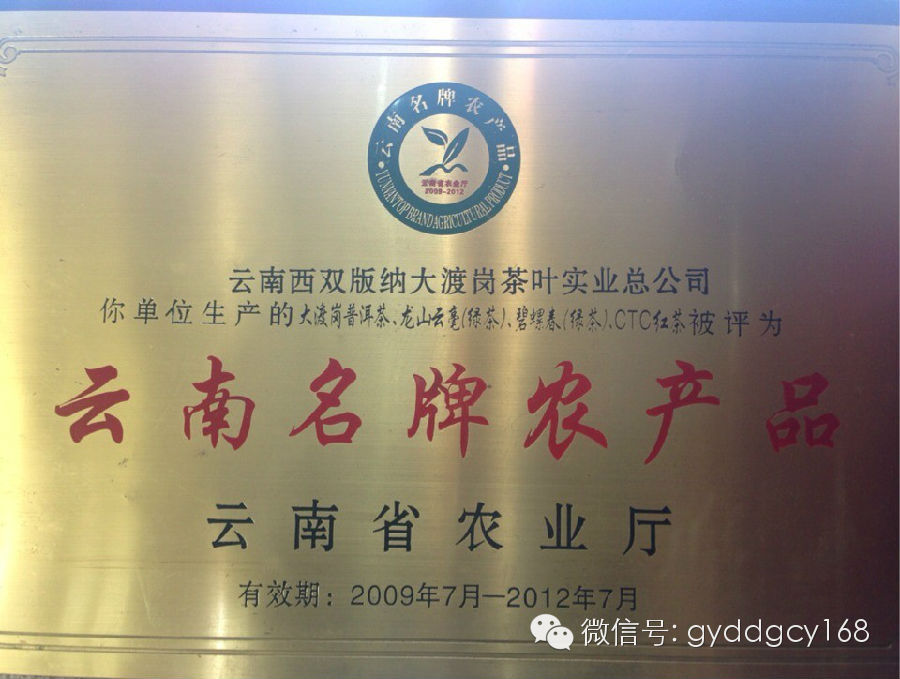 云南名牌农产品
云南省农业厅
2009-2012
YUNNAN TOP BRAND AGRICULTURAL PRODUCT
云南西双版纳大渡岗茶叶实业总公司
你单位生产的大渡岗普洱茶、龙山云毫(绿茶)、碧螺春(绿茶)、CTC红茶被评为
云南名牌农产品
云南省农业厅
有效期：2009年7月—2012年7月
微信号: gyddgcy168